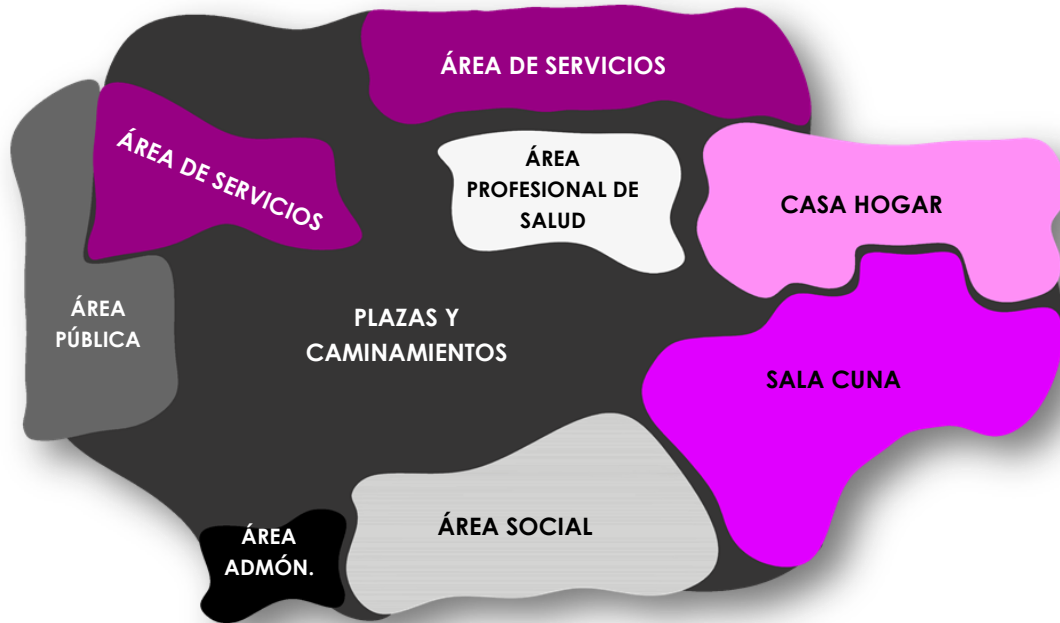 ÁREA DE SERVICIOS
ÁREA DE SERVICIOS
ÁREA
PROFESIONAL DE
SALUD
CASA HOGAR
ÁREA
PÚBLICA
PLAZAS Y
CAMINAMIENTOS
SALA CUNA
ÁREA SOCIAL
ÁREA
ADMÓN.